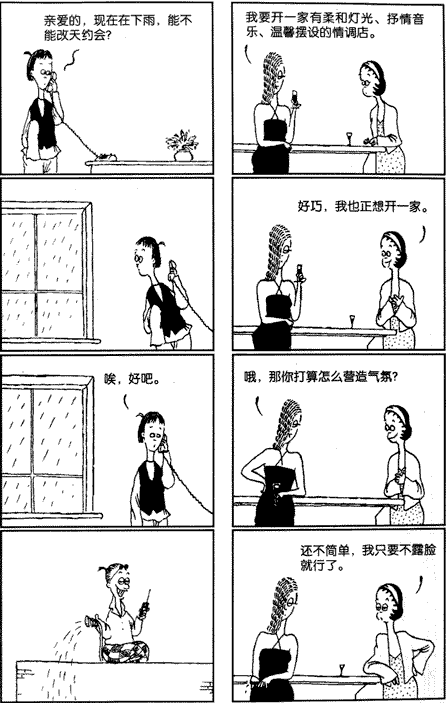 亲爱的，现在在下雨，能不
能改天约会？
唉，好吧。
我要开一家有柔和灯光、抒情音
乐、温馨摆设的情调店。
好巧，我也正想开一家。
哦，那你打算怎么营造气氛？
还不简单，我只要不露脸
就行了。